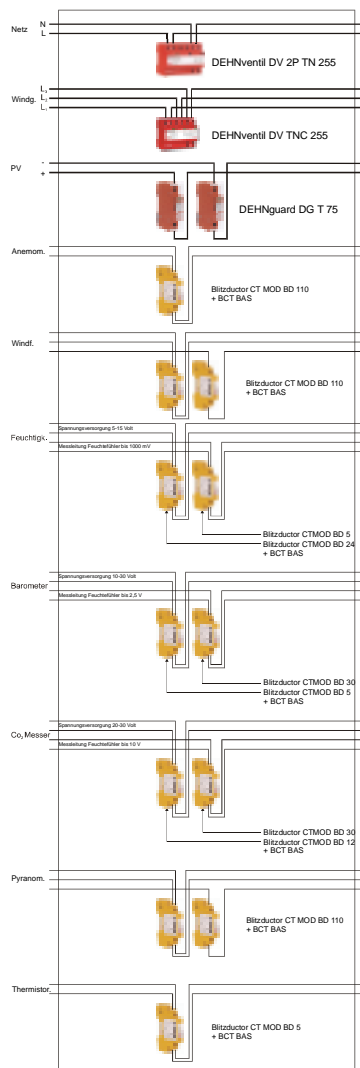 Netz
N
L
DEHNventil DV 2P TN 255
L₃
Windg. L₂
L₁
DEHNventil DV TNC 255
-
PV
+
DEHNguard DG T 75
Anemom.
Blitzductor CT MOD BD 110
+ BCT BAS
Windf.
Blitzductor CT MOD BD 110
+ BCT BAS
Spannungsversorgung 5-15 Volt
Feuchtigk.
Messleitung Feuchtefühler bis 1000 mV
Blitzductor CTMOD BD 5
Blitzductor CTMOD BD 24
+ BCT BAS
Spannungsversorgung 10-30 Volt
Barometer
Messleitung Feuchtefühler bis 2,5 V
Blitzductor CTMOD BD 30
Blitzductor CTMOD BD 5
+ BCT BAS
Spannungsversorgung 20-30 Volt
Co₂Messer
Messleitung Feuchtefühler bis 10 V
Blitzductor CTMOD BD 30
Blitzductor CTMOD BD 12
+ BCT BAS
Pyranom.
Blitzductor CT MOD BD 110
+ BCT BAS
Thermistor.
Blitzductor CT MOD BD 5
+ BCT BAS